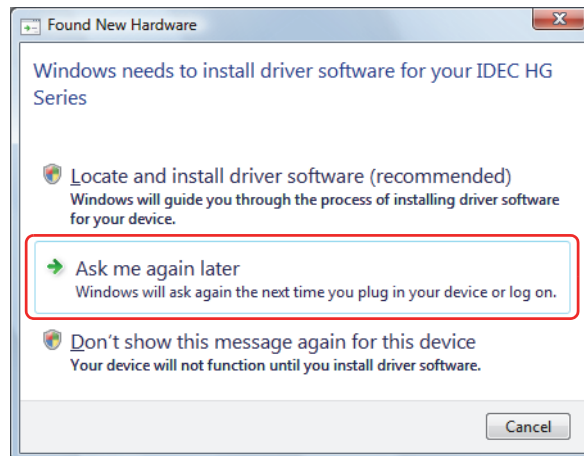 Found New Hardware
Windows needs to install driver software for your IDEC HG
Series
Locate and install driver software (recommended)
Windows will guide you through the process of installing driver software
for your device.
Ask me again later
Windows will ask again the next time you plug in your device or log on.
Don't show this message again for this device
Your device will not function until you install driver software.
Cancel